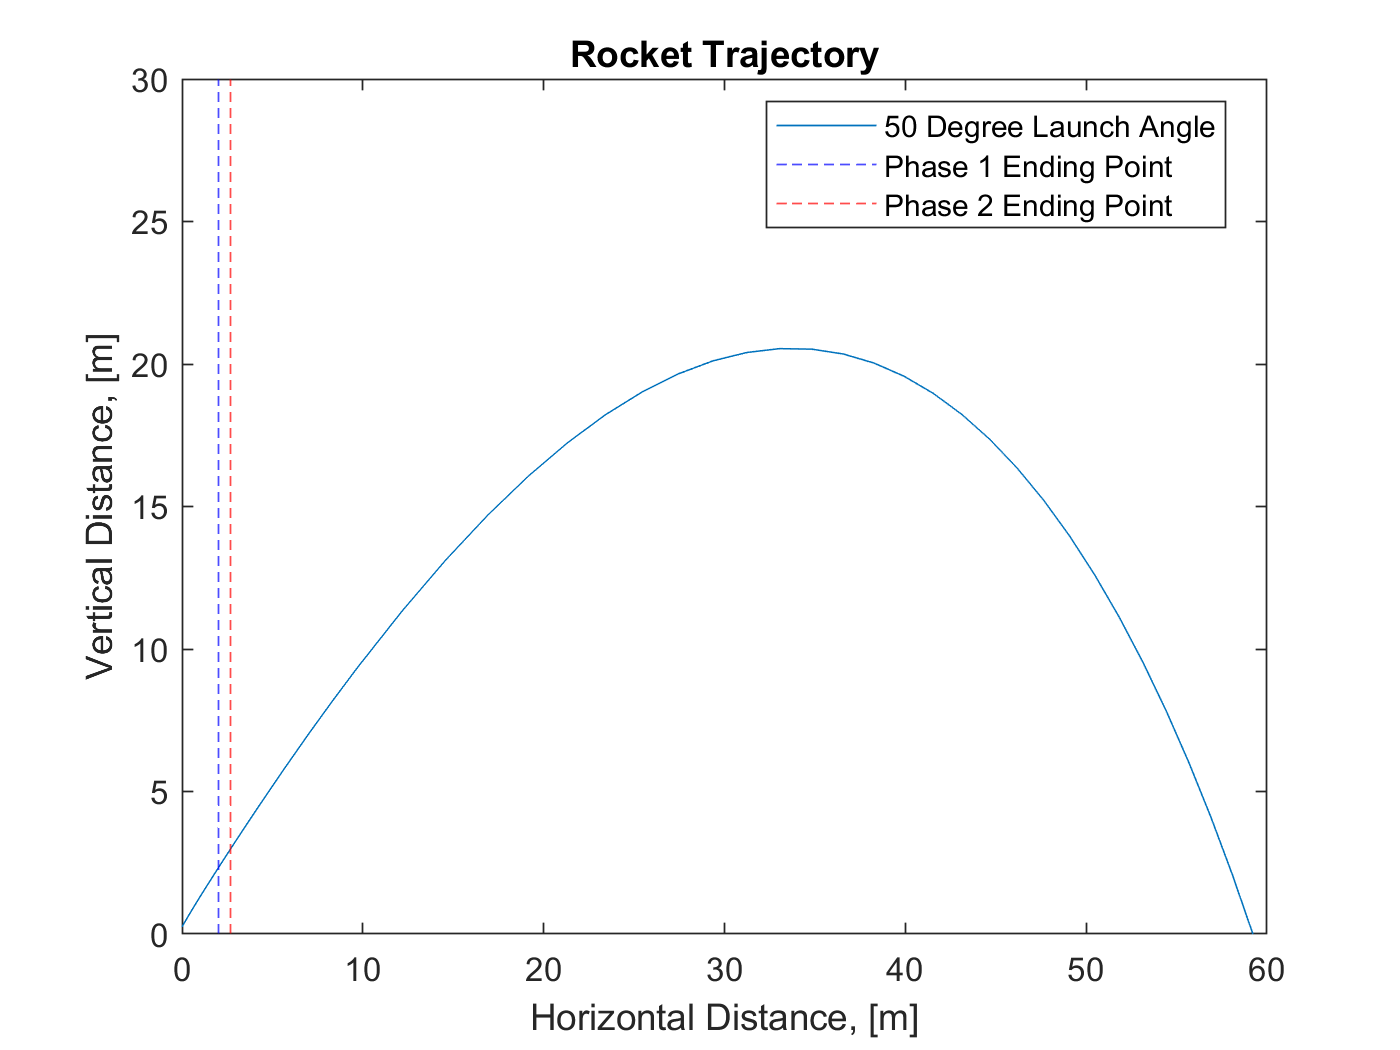 Rocket Trajectory
50 Degree Launch Angle
Phase 1 Ending Point
Phase 2 Ending Point
Vertical Distance, [m]
30
25
20
15
10
5
0
0 10 20 30 40 50 60
Horizontal Distance, [m]